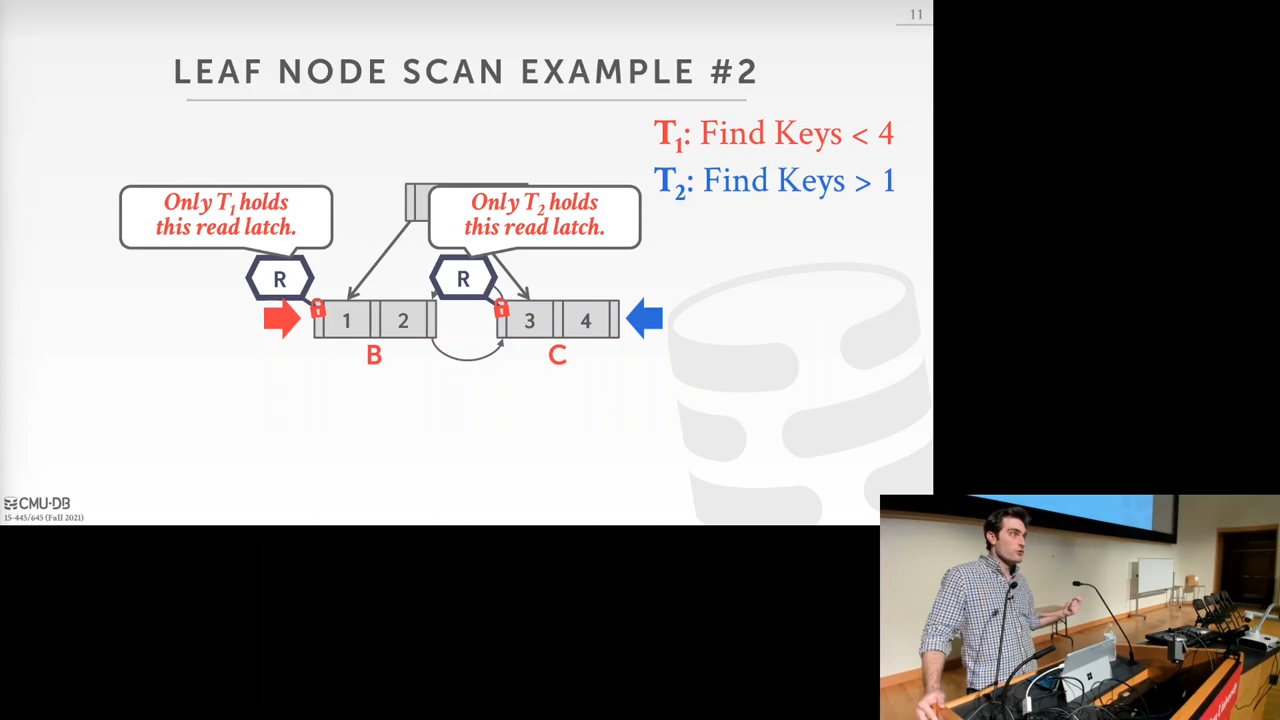 11
LEAF NODE SCAN EXAMPLE #2
T1: Find Keys < 4
T2: Find Keys > 1
Only T1 holds
this read latch.
Only T2 holds
this read latch.
R
R
1 2
3 4
B
C
CMU·DB
15-445/645 (Fall 2021)